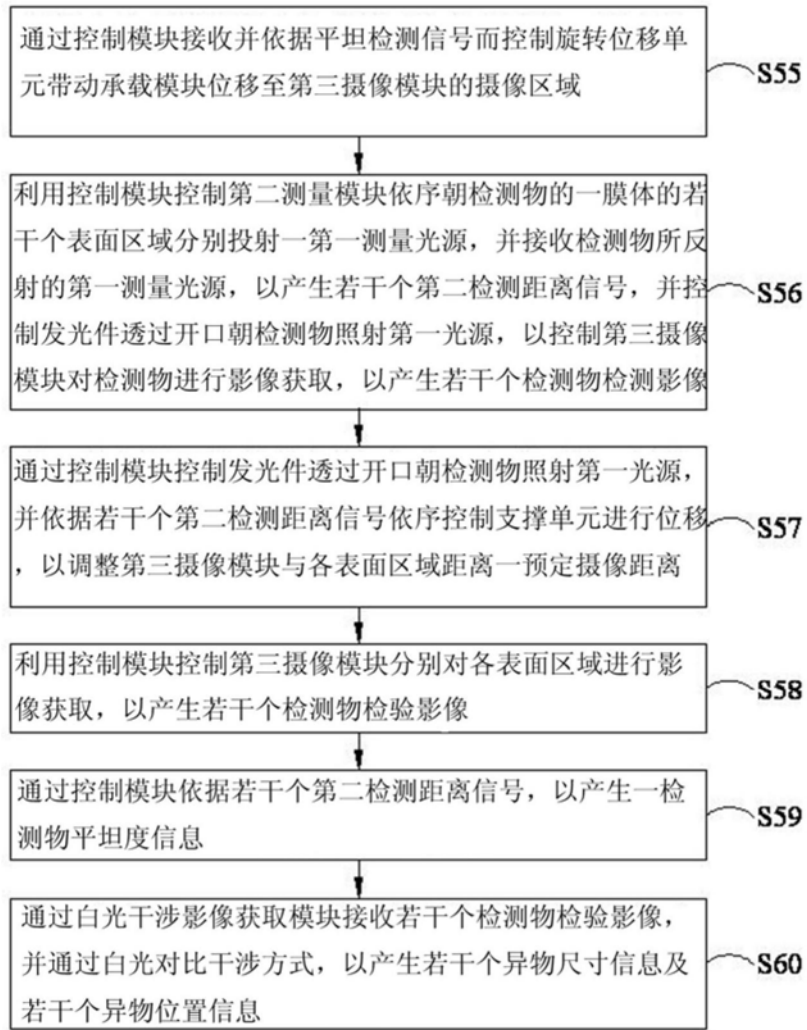 通过控制模块接收并依据平坦检测信号而控制旋转位移单
元带动承载模块位移至第三摄像模块的摄像区域
S55
利用控制模块控制第二测量模块依序朝检测物的一膜体的若
干个表面区域分别投射一第一测量光源，并接收检测物所反
射的第一测量光源，以产生若干个第二检测距离信号，并控
制发光件透过开口朝检测物照射第一光源，以控制第三摄像
模块对检测物进行影像获取，以产生若干个检测物检测影像
S56
通过控制模块控制发光件透过开口朝检测物照射第一光源，
并依据若干个第二检测距离信号依序控制支撑单元进行位移
，以调整第三摄像模块与各表面区域距离一预定摄像距离
S57
利用控制模块控制第三摄像模块分别对各表面区域进行影
像获取，以产生若干个检测物检验影像
S58
通过控制模块依据若干个第二检测距离信号，以产生一检
测物平坦度信息
S59
通过白光干涉影像获取模块接收若干个检测物检验影像，
并通过白光对比干涉方式，以产生若干个异物尺寸信息及
若干个异物位置信息
S60